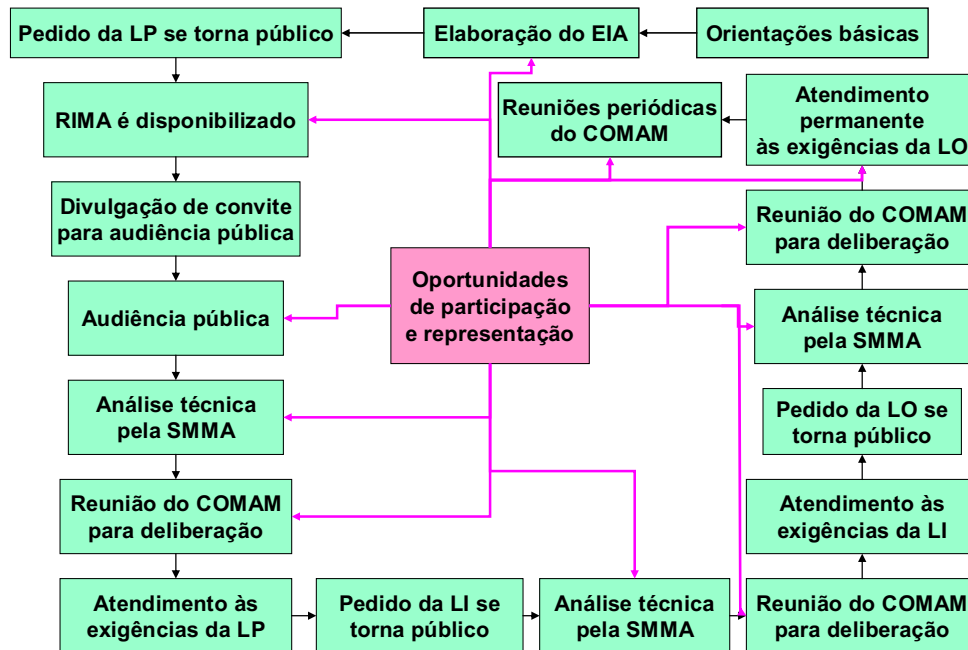 Pedido da LP se torna público
Elaboração do EIA
Orientações básicas
RIMA é disponibilizado
Reuniões periódicas
do COMAM
Atendimento
permanente
às exigências da LO
Divulgação de convite
para audiência pública
Reunião do COMAM
para deliberação
Oportunidades
de participação
e representação
Audiência pública
Análise técnica
pela SMMA
Análise técnica
pela SMMA
Pedido da LO se
torna público
Reunião do COMAM
para deliberação
Atendimento às
exigências da LI
Atendimento às
exigências da LP
Pedido da LI se
torna público
Análise técnica
pela SMMA
Reunião do COMAM
para deliberação